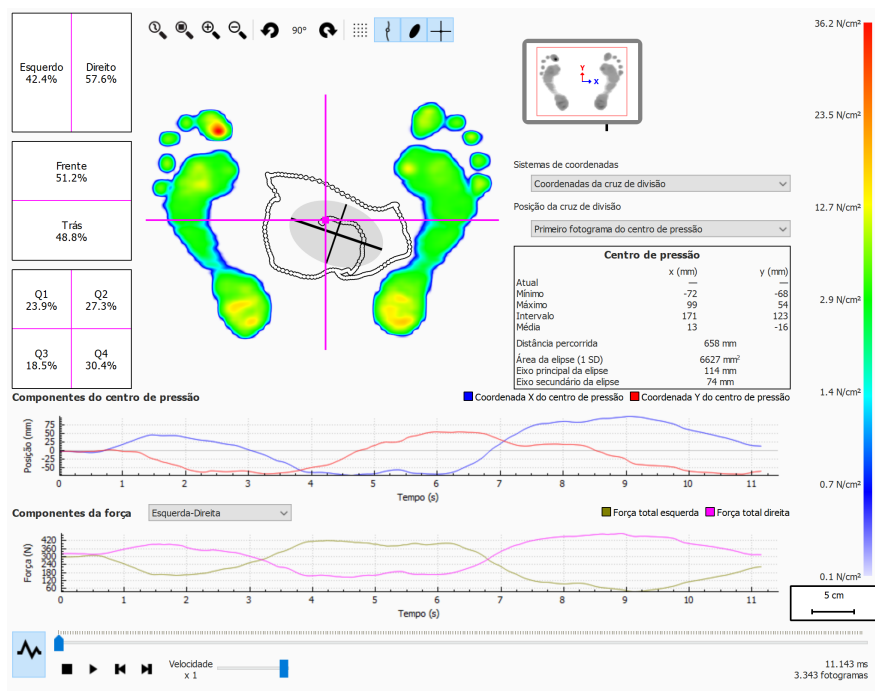 Esquerdo
42.4%
Direito
57.6%
Frente
51.2%
Trás
48.8%
Q1
23.9%
Q2
27.3%
Q3
18.5%
Q4
30.4%
90°
Y
X
Sistemas de coordenadas
Coordenadas da cruz de divisão
Posição da cruz de divisão
Primeiro fotograma do centro de pressão
Centro de pressão
x (mm) y (mm)
Atual — —
Mínimo -72 -68
Máximo 99 54
Intervalo 171 123
Média 13 -16
Distância percorrida 658 mm
Área da elipse (1 SD) 6627 mm²
Eixo principal da elipse 114 mm
Eixo secundário da elipse 74 mm
36.2 N/cm²
23.5 N/cm²
12.7 N/cm²
2.9 N/cm²
1.4 N/cm²
0.7 N/cm²
0.1 N/cm²
5 cm
Componentes do centro de pressão
Coordenada X do centro de pressão Coordenada Y do centro de pressão
Posição (mm)
75
50
25
0
-25
-50
0 1 2 3 4 5 6 7 8 9 10 11
Tempo (s)
Componentes da força
Esquerda-Direita
Força total esquerda Força total direita
Força (N)
420
360
300
240
180
120
60
0 1 2 3 4 5 6 7 8 9 10 11
Tempo (s)
Velocidade
x 1
11.143 ms
3.343 fotogramas